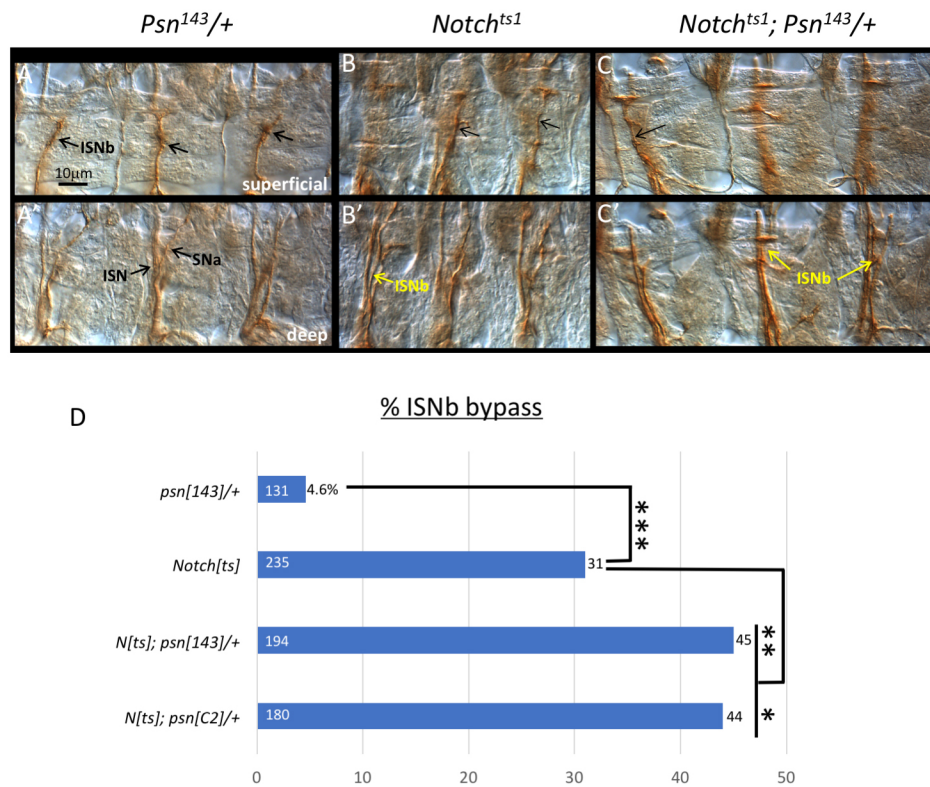 Psn¹⁴³/+
Notchᵗˢ¹
Notchᵗˢ¹; Psn¹⁴³/+
A
B
C
ISNb
10µm
superficial
A'
B'
C'
SNa
ISN
ISNb
ISNb
deep
D
% ISNb bypass
psn[143]/+
131
4.6%
***
Notch[ts]
235
31
N[ts]; psn[143]/+
194
45
**
N[ts]; psn[C2]/+
180
44
*
0 10 20 30 40 50